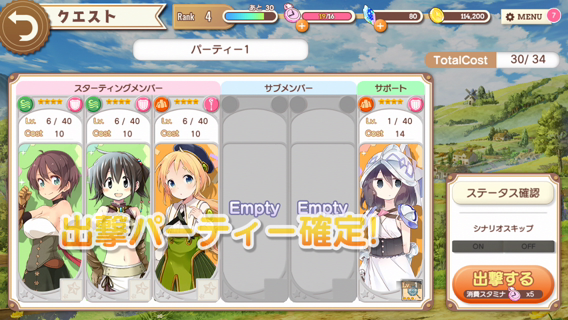 クエスト
Rank 4
あと 30
19/16
80
114,200
MENU
?
パーティー1
TotalCost 30/34
スターティングメンバー
サブメンバー
サポート
Lv. 6/40
Cost 10
Lv. 6/40
Cost 10
Lv. 6/40
Cost 10
Lv. 1/40
Cost 14
Empty
Empty
出撃パーティー確定!
Lv. 1
ステータス確認
シナリオスキップ
ON OFF
出撃する
消費スタミナ x5